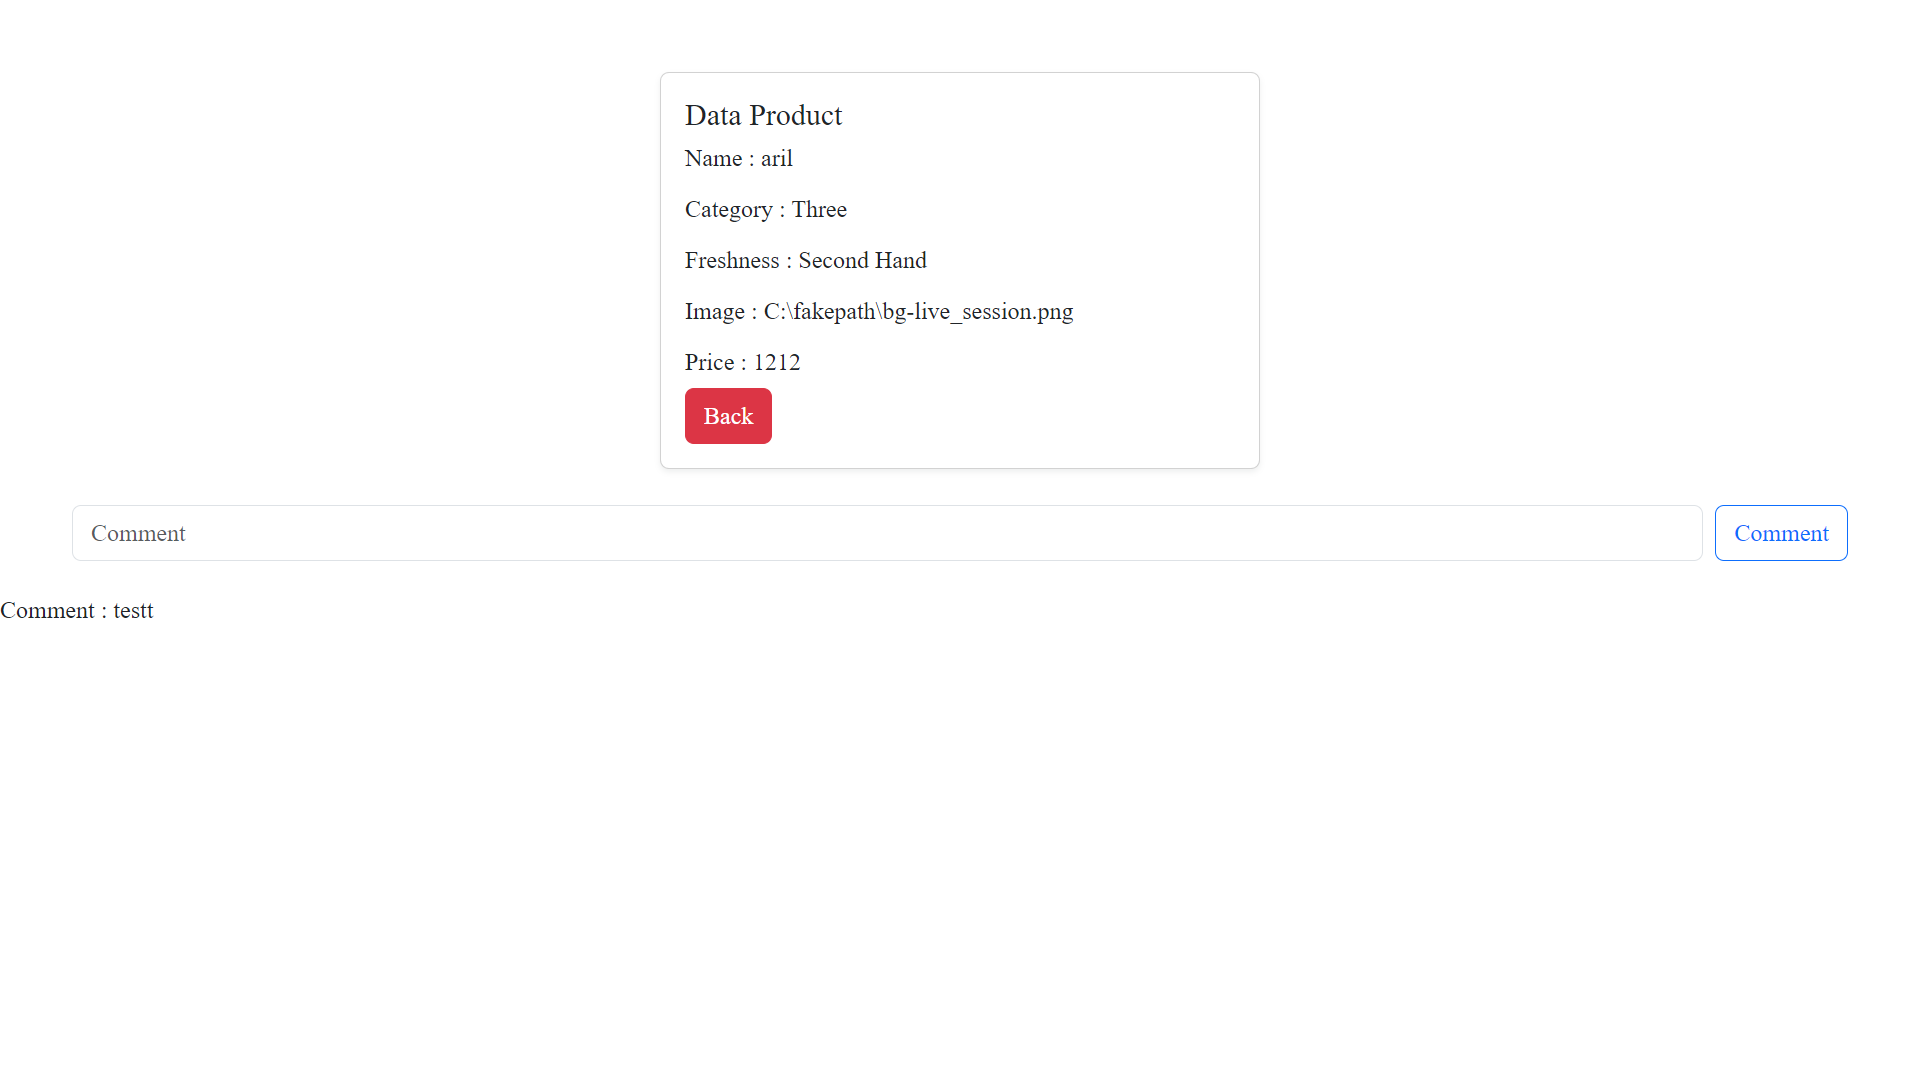 Data Product
Name : aril
Category : Three
Freshness : Second Hand
Image : C:\fakepath\bg-live_session.png
Price : 1212
Back
Comment Comment
Comment : testt